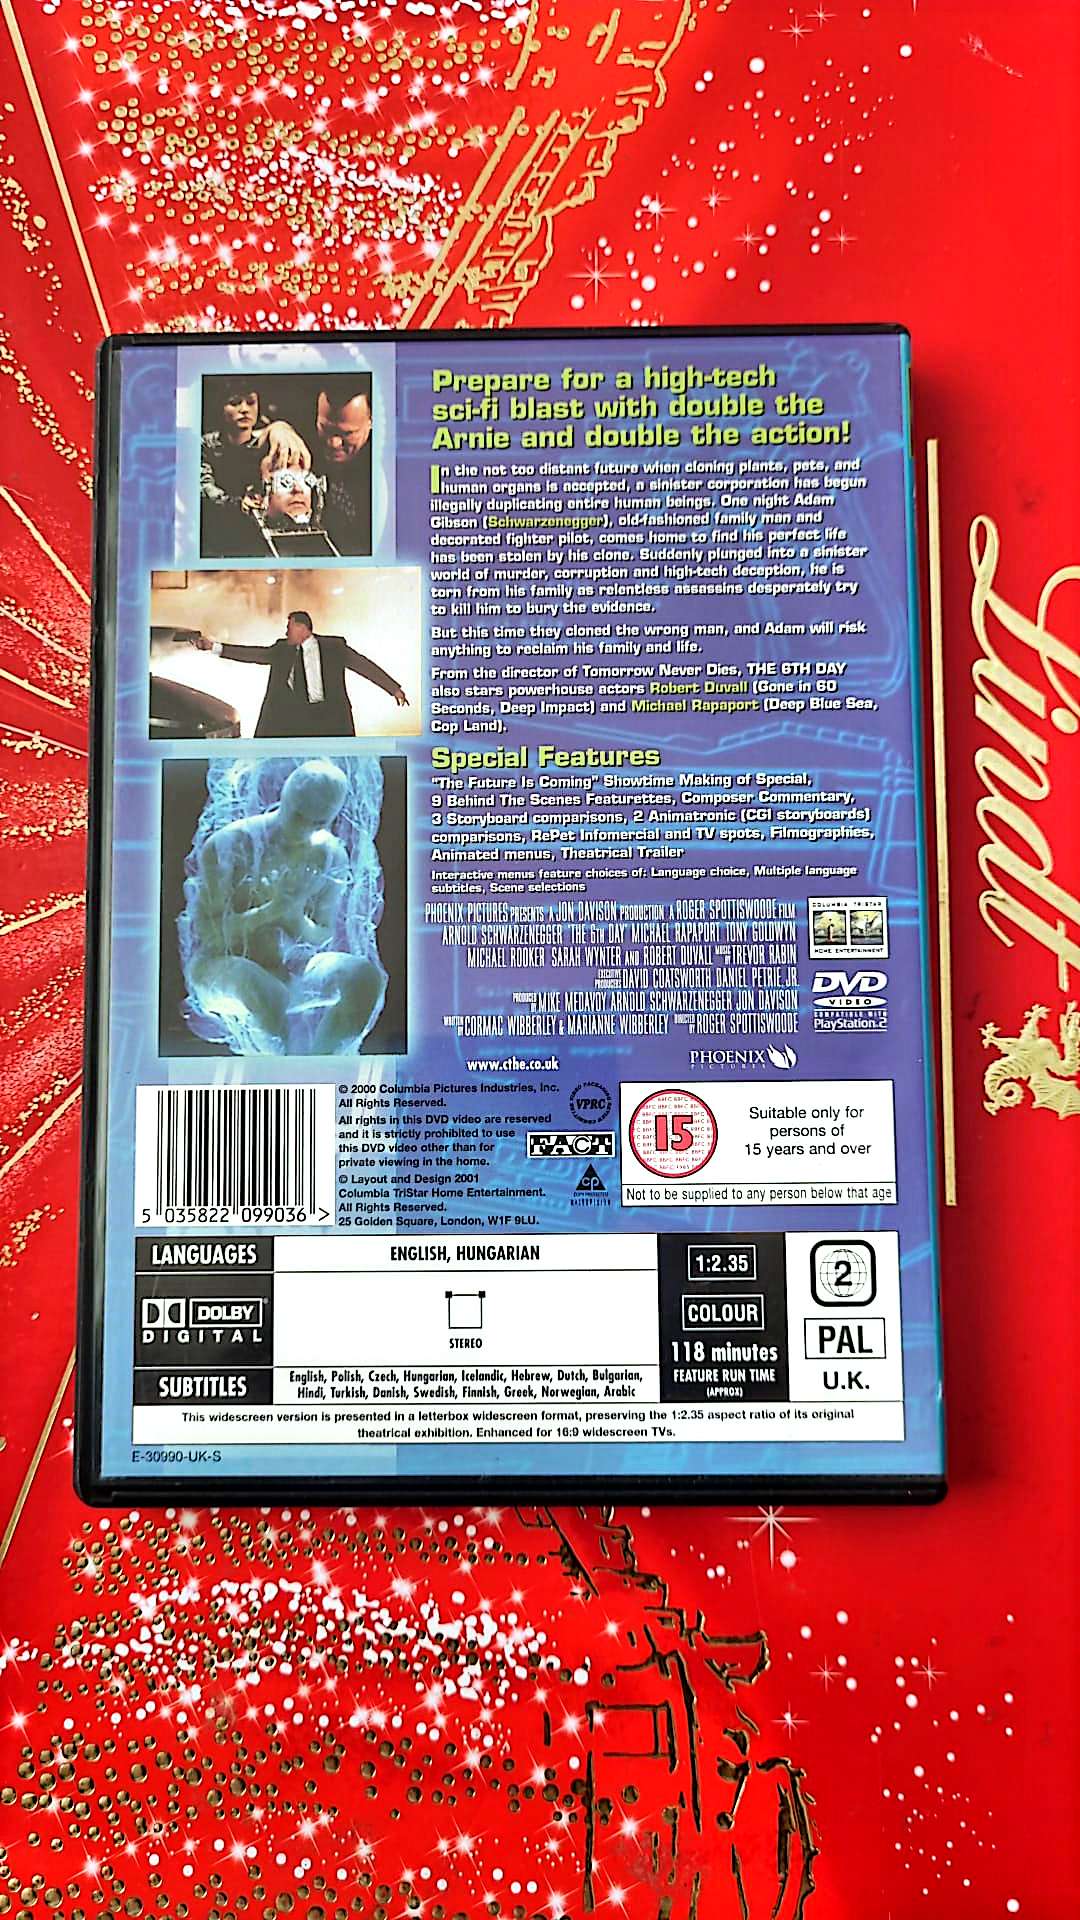 Prepare for a high-tech
sci-fi blast with double the
Arnie and double the action!
In the not too distant future when cloning plants, pets, and
human organs is accepted, a sinister corporation has begun
illegally duplicating entire human beings. One night Adam
Gibson (Schwarzenegger), old-fashioned family man and
decorated fighter pilot, comes home to find his perfect life
has been stolen by his clone. Suddenly plunged into a sinister
world of murder, corruption and high-tech deception, he is
torn from his family as relentless assassins desperately try
to kill him to bury the evidence.
But this time they cloned the wrong man, and Adam will risk
anything to reclaim his family and life.
From the director of Tomorrow Never Dies, THE 6TH DAY
also stars powerhouse actors Robert Duvall (Gone in 60
Seconds, Deep Impact) and Michael Rapaport (Deep Blue Sea,
Cop Land).
Special Features
"The Future Is Coming" Showtime Making of Special,
9 Behind The Scenes Featurettes, Composer Commentary,
3 Storyboard comparisons, 2 Animatronic (CGI storyboards)
comparisons, RePet Infomercial and TV spots, Filmographies,
Animated menus, Theatrical Trailer
Interactive menus feature choices of: Language choice, Multiple language
subtitles, Scene selections
PHOENIX PICTURES PRESENTS A JON DAVISON PRODUCTION A ROGER SPOTTISWOODE FILM
ARNOLD SCHWARZENEGGER 'THE 6TH DAY' MICHAEL RAPAPORT TONY GOLDWYN
MICHAEL ROOKER SARAH WYNTER AND ROBERT DUVALL MUSIC BY TREVOR RABIN
EXECUTIVE PRODUCERS DAVID COATSWORTH DANIEL PETRIE, JR.
PRODUCED BY MIKE MEDAVOY ARNOLD SCHWARZENEGGER JON DAVISON
WRITTEN BY CORMAC WIBBERLEY & MARIANNE WIBBERLEY DIRECTED BY ROGER SPOTTISWOODE
COLUMBIA TRISTAR
HOME ENTERTAINMENT
DVD
VIDEO
COMPATIBLE WITH
PlayStation.2
www.cthe.co.uk
PHOENIX
PICTURES
© 2000 Columbia Pictures Industries, Inc.
All Rights Reserved.
All rights in this DVD video are reserved
and it is strictly prohibited to use
this DVD video other than for
private viewing in the home.
© Layout and Design 2001
Columbia TriStar Home Entertainment.
All Rights Reserved.
25 Golden Square, London, W1F 9LU.
VPRC
FACT
cp
COPY PROTECTED
MACROVISION
15
Suitable only for
persons of
15 years and over
Not to be supplied to any person below that age
5 035822 099036 >
LANGUAGES
ENGLISH, HUNGARIAN
DOLBY
DIGITAL
STEREO
SUBTITLES
English, Polish, Czech, Hungarian, Icelandic, Hebrew, Dutch, Bulgarian,
Hindi, Turkish, Danish, Swedish, Finnish, Greek, Norwegian, Arabic
1:2.35
COLOUR
118 minutes
FEATURE RUN TIME
(APPROX)
2
PAL
U.K.
This widescreen version is presented in a letterbox widescreen format, preserving the 1:2.35 aspect ratio of its original
theatrical exhibition. Enhanced for 16:9 widescreen TVs.
E-30990-UK-S
Lindt